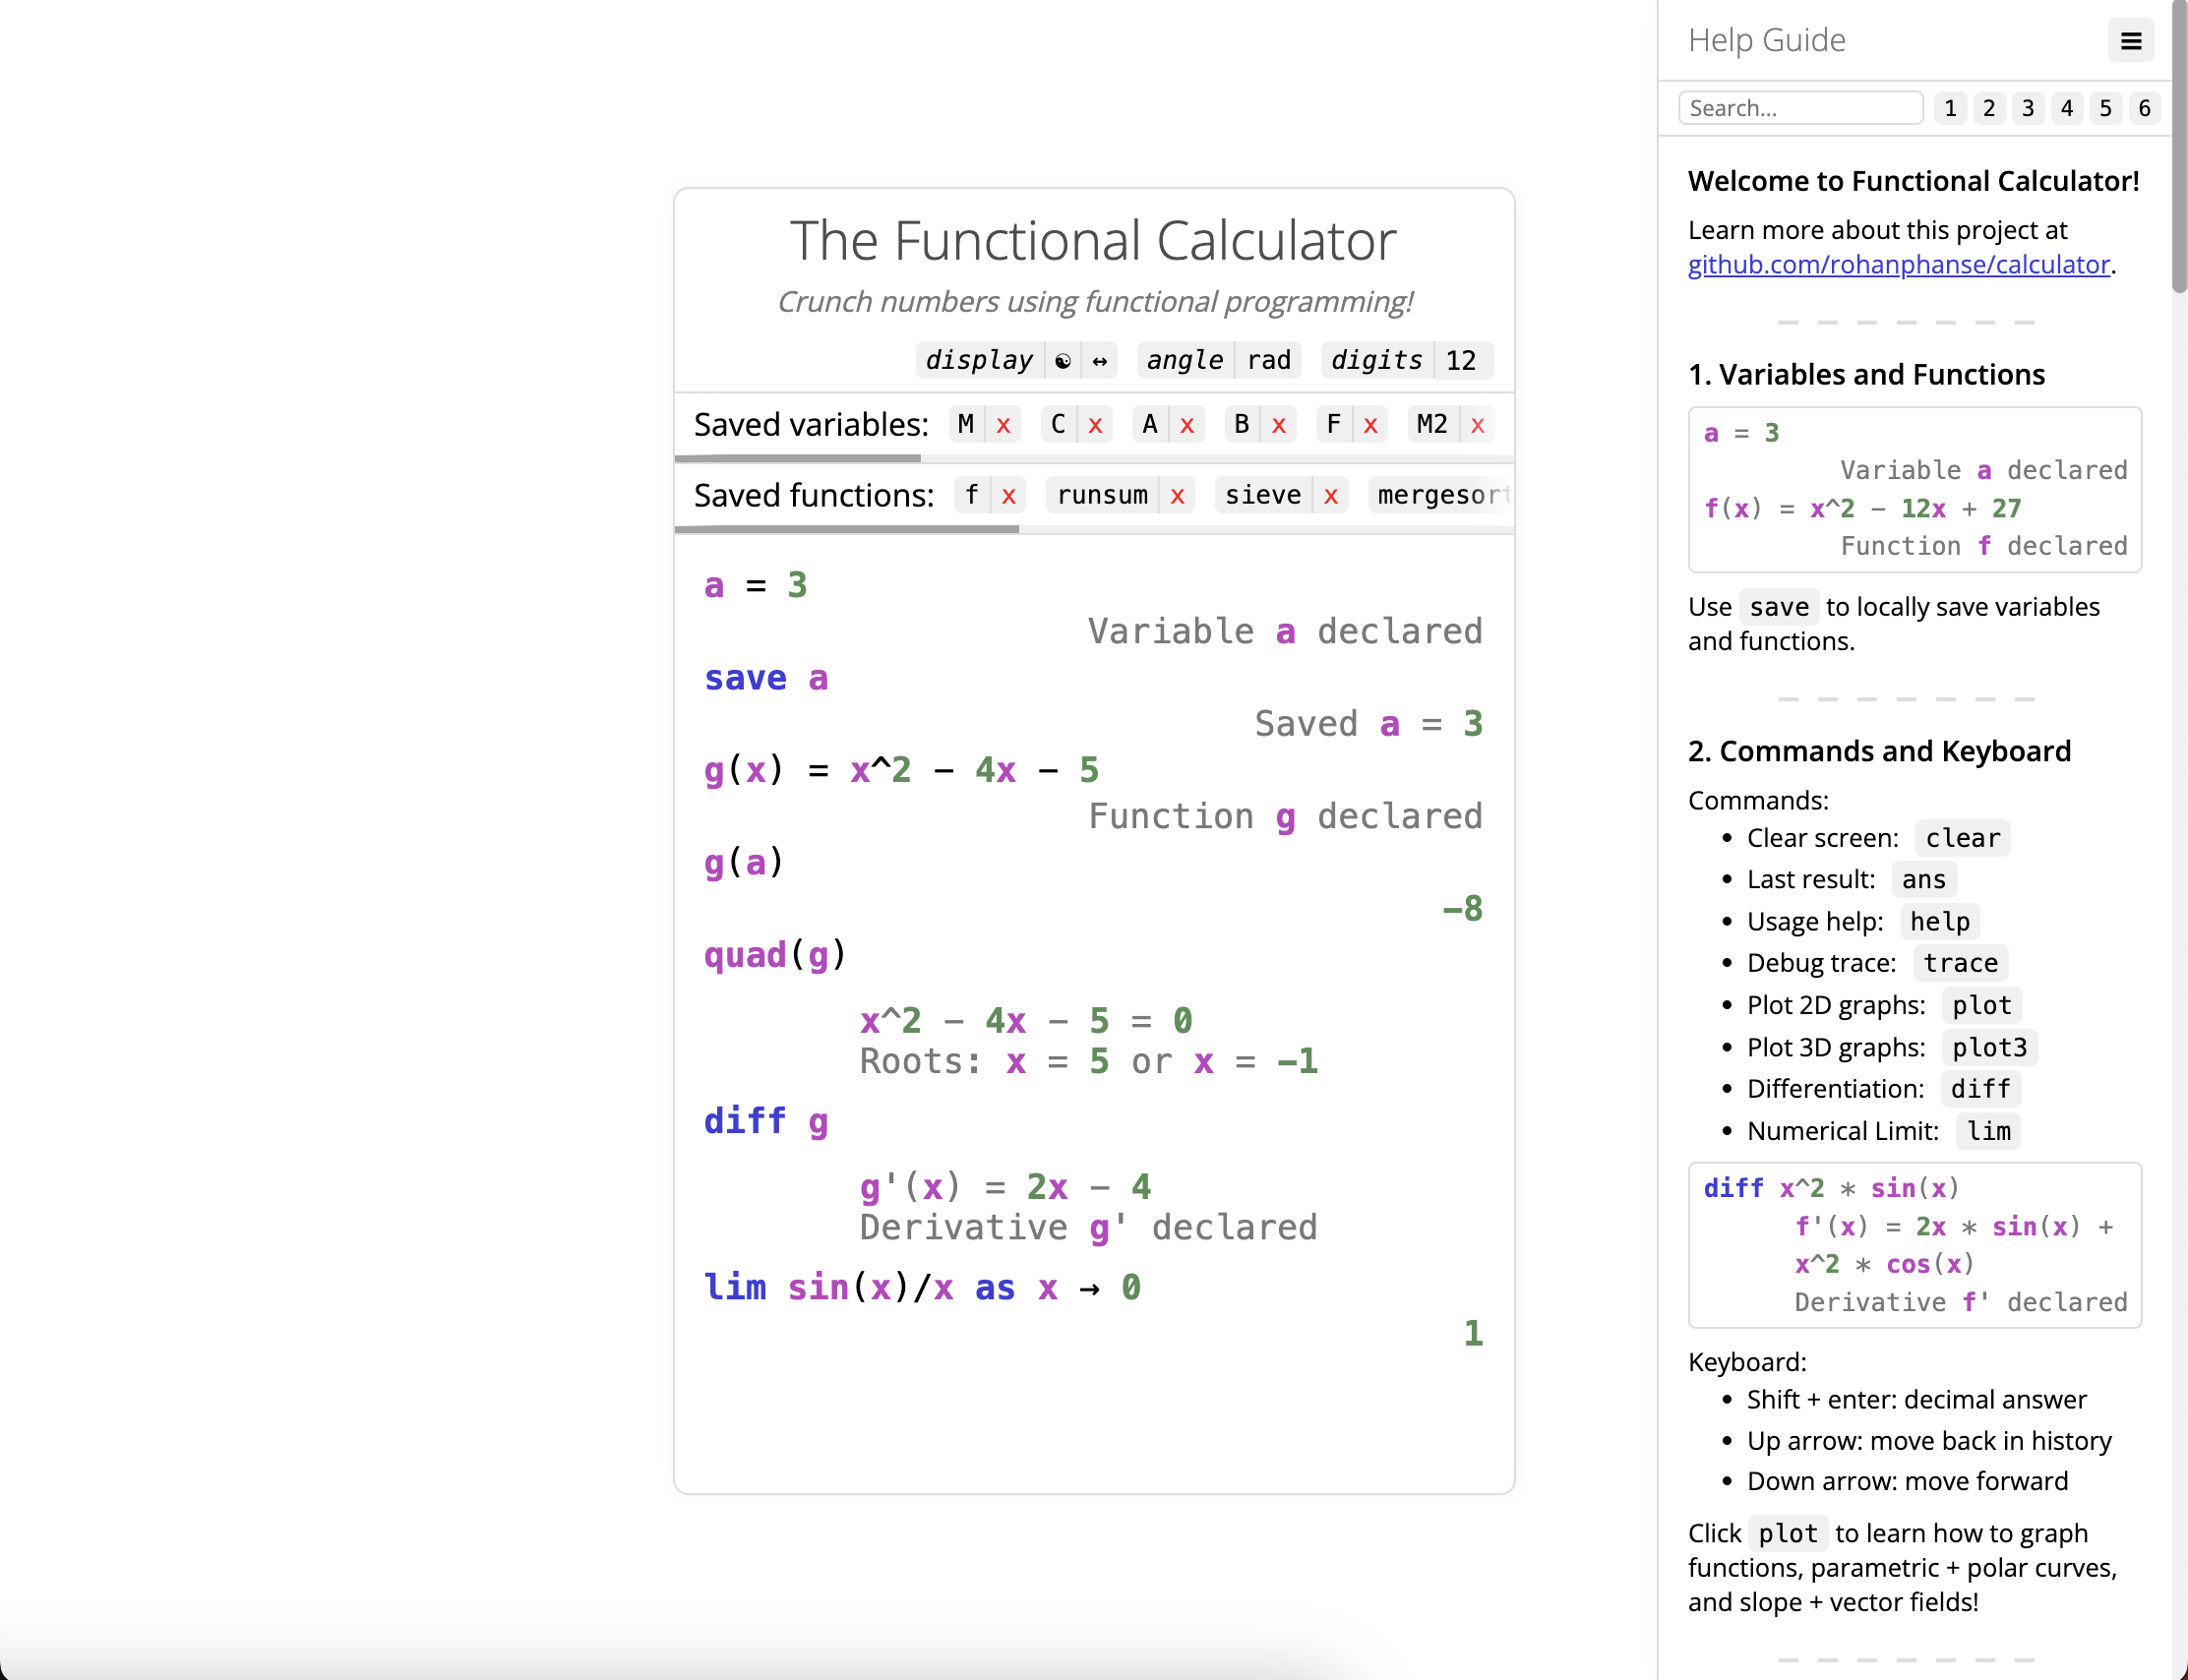 The Functional Calculator
Crunch numbers using functional programming!
display ☯ ↔ angle rad digits 12
Saved variables: M x C x A x B x F x M2 x
Saved functions: f x runsum x sieve x mergesort
a = 3
Variable a declared
save a
Saved a = 3
g(x) = x^2 − 4x − 5
Function g declared
g(a)
−8
quad(g)
x^2 − 4x − 5 = 0
Roots: x = 5 or x = −1
diff g
g'(x) = 2x − 4
Derivative g' declared
lim sin(x)/x as x → 0
1
Help Guide ≡
Search... 1 2 3 4 5 6
Welcome to Functional Calculator!
Learn more about this project at
github.com/rohanphanse/calculator.
1. Variables and Functions
a = 3
Variable a declared
f(x) = x^2 − 12x + 27
Function f declared
Use save to locally save variables
and functions.
2. Commands and Keyboard
Commands:
• Clear screen: clear
• Last result: ans
• Usage help: help
• Debug trace: trace
• Plot 2D graphs: plot
• Plot 3D graphs: plot3
• Differentiation: diff
• Numerical Limit: lim
diff x^2 * sin(x)
f'(x) = 2x * sin(x) +
x^2 * cos(x)
Derivative f' declared
Keyboard:
• Shift + enter: decimal answer
• Up arrow: move back in history
• Down arrow: move forward
Click plot to learn how to graph
functions, parametric + polar curves,
and slope + vector fields!